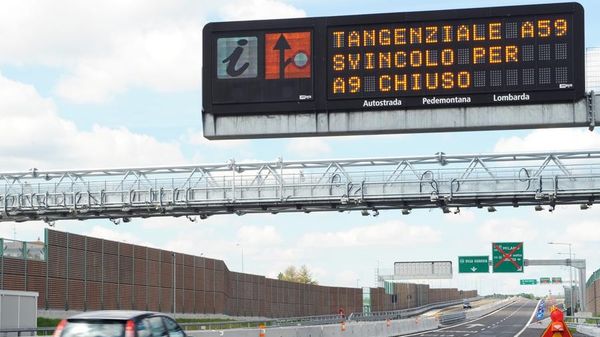 i
TANGENZIALE A59
SVINCOLO PER
A9 CHIUSO
Autostrada Pedemontana Lombarda